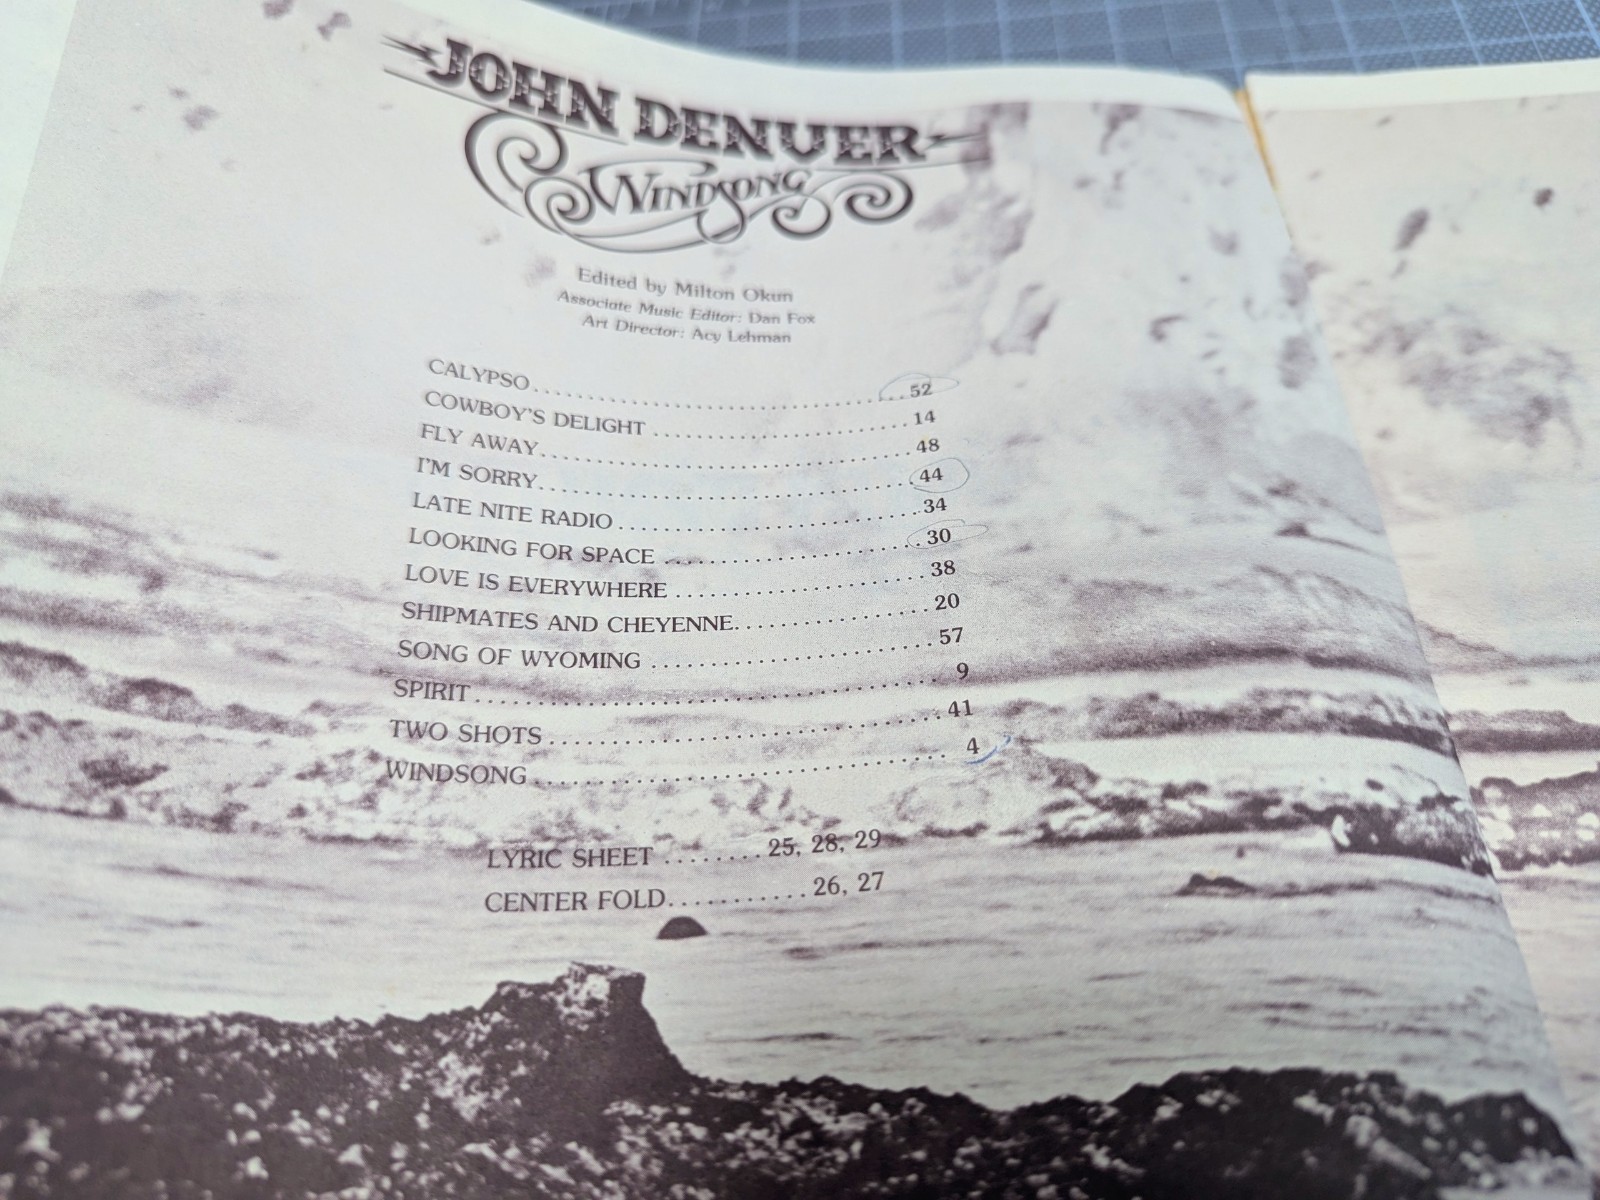 JOHN DENVER
WINDSONG
Edited by Milton Okun
Associate Music Editor: Dan Fox
Art Director: Acy Lehman
CALYPSO....................................52
COWBOY'S DELIGHT..........................14
FLY AWAY...................................48
I'M SORRY..................................44
LATE NITE RADIO............................34
LOOKING FOR SPACE..........................30
LOVE IS EVERYWHERE.........................38
SHIPMATES AND CHEYENNE.....................20
SONG OF WYOMING............................57
SPIRIT......................................9
TWO SHOTS..................................41
WINDSONG....................................4
LYRIC SHEET........25, 28, 29
CENTER FOLD...........26, 27